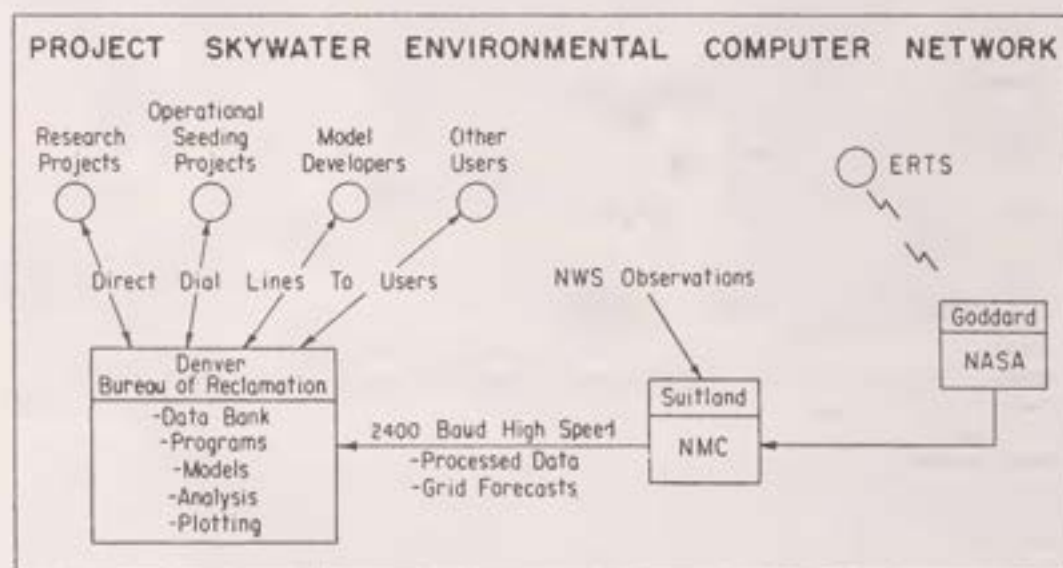 PROJECT SKYWATER ENVIRONMENTAL COMPUTER NETWORK
Research
Projects
Operational
Seeding
Projects
Model
Developers
Other
Users
ERTS
Direct Dial Lines To Users
NWS Observations
Goddard
NASA
Denver
Bureau of Reclamation
-Data Bank
-Programs
-Models
-Analysis
-Plotting
2400 Baud High Speed
-Processed Data
-Grid Forecasts
Suitland
NMC